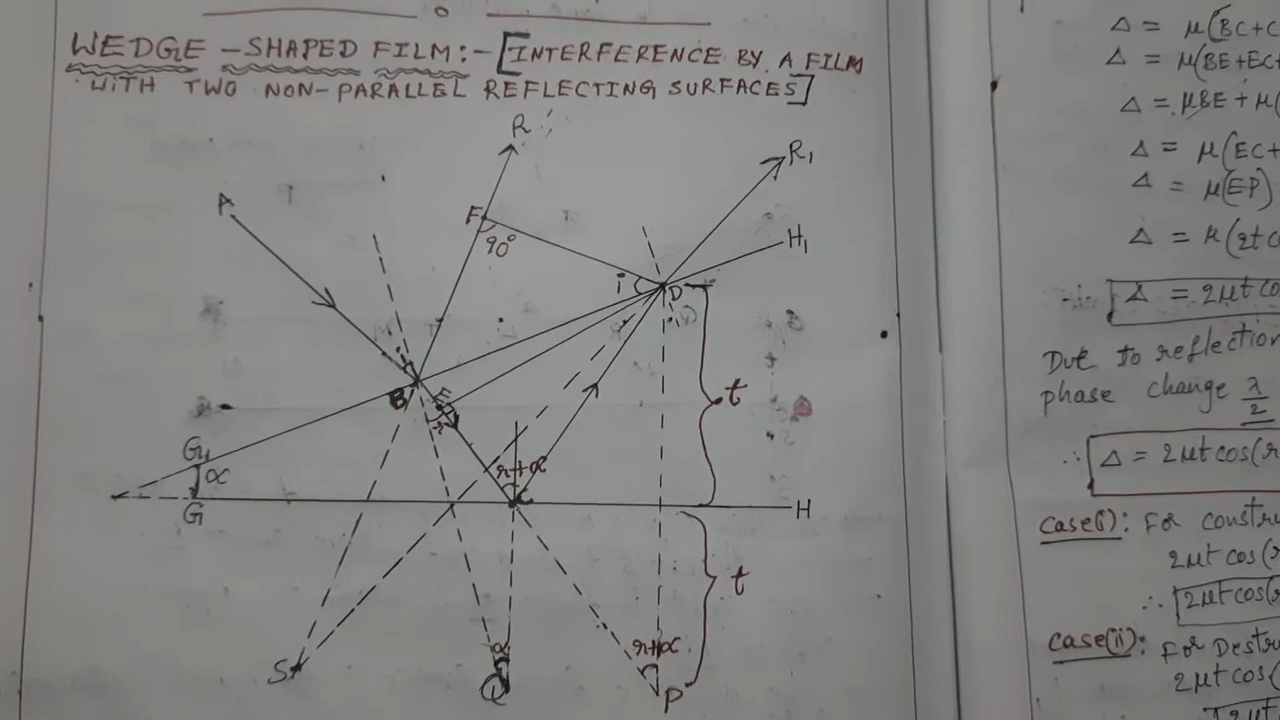 WEDGE -SHAPED FILM:- [INTERFERENCE BY A FILM
WITH TWO NON-PARALLEL REFLECTING SURFACES]
R
R1
A
F
90°
H1
i
D
i
B
E
r
t
G1
α
r+α
C
G
H
t
S
α
Q
r+α
P
Δ = μ(BC+C
Δ = μ(BE+EC+
Δ = μBE + μ(
Δ = μ(EC+
Δ = μ(EP)
Δ = μ(2t c
∴ Δ = 2μt co
Due to reflection
phase change λ/2
∴ Δ = 2μt cos(r
case(i): For constru
2μt cos(r
∴ 2μt cos(r
case(ii): For Destru
2μt cos(
2μt